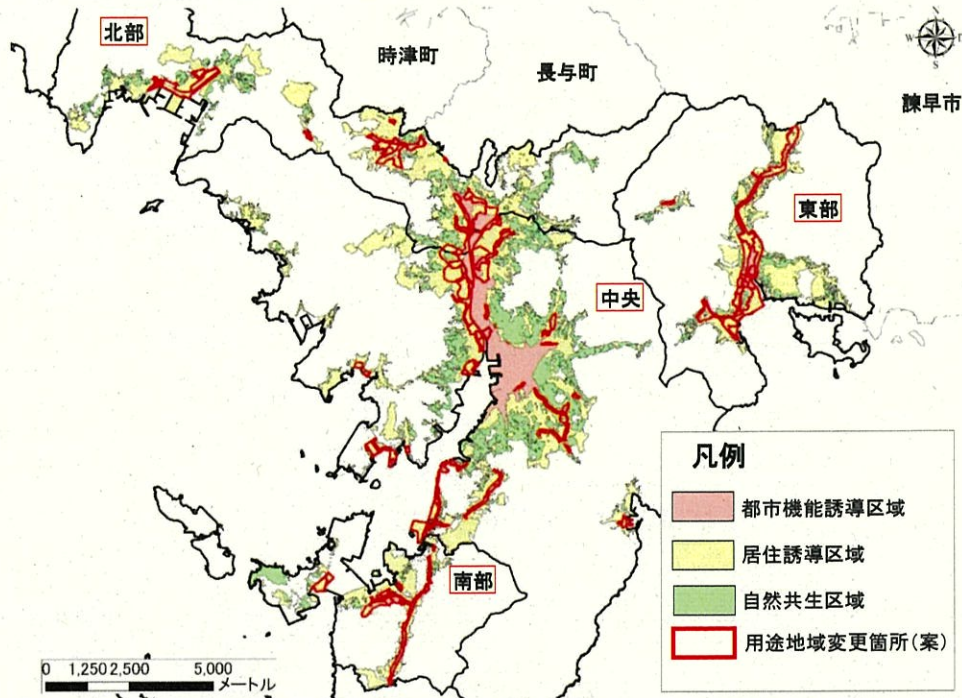 北部
時津町
長与町
N
W
S
諫早市
東部
中央
南部
凡例
都市機能誘導区域
居住誘導区域
自然共生区域
用途地域変更箇所(案)
0 1,250 2,500 5,000
メートル